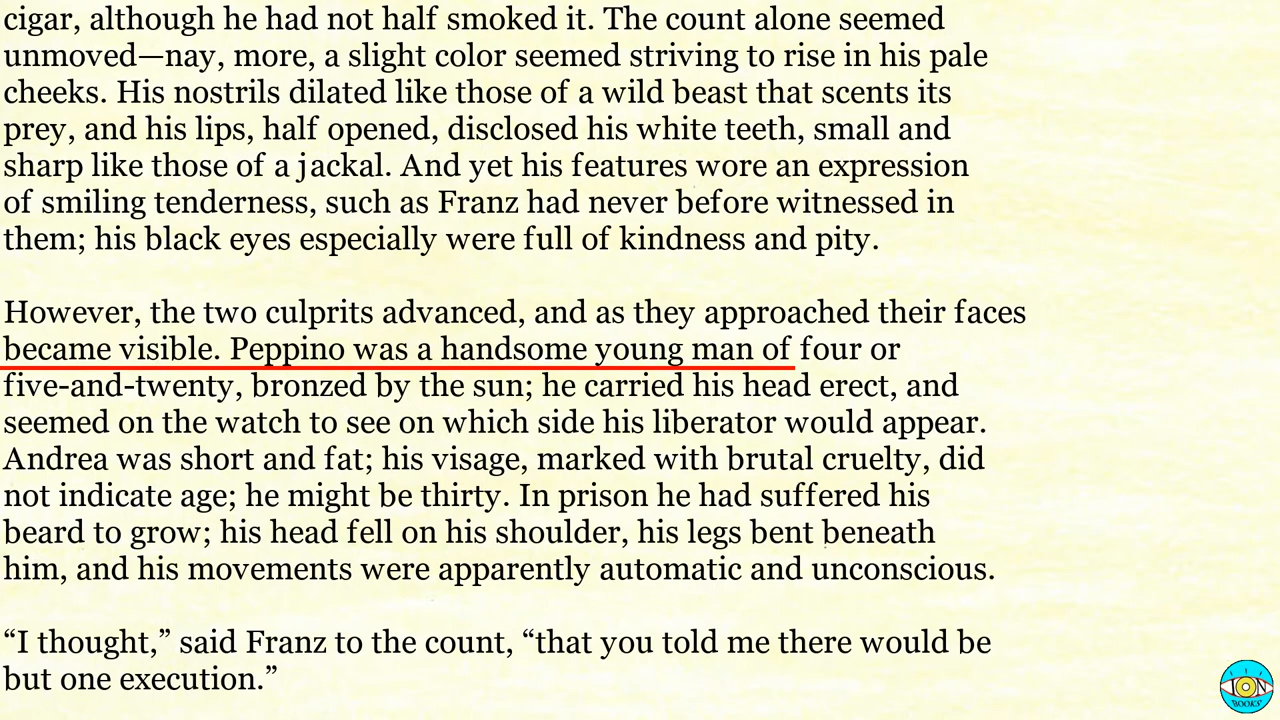 cigar, although he had not half smoked it. The count alone seemed
unmoved—nay, more, a slight color seemed striving to rise in his pale
cheeks. His nostrils dilated like those of a wild beast that scents its
prey, and his lips, half opened, disclosed his white teeth, small and
sharp like those of a jackal. And yet his features wore an expression
of smiling tenderness, such as Franz had never before witnessed in
them; his black eyes especially were full of kindness and pity.
However, the two culprits advanced, and as they approached their faces
became visible. Peppino was a handsome young man of four or
five-and-twenty, bronzed by the sun; he carried his head erect, and
seemed on the watch to see on which side his liberator would appear.
Andrea was short and fat; his visage, marked with brutal cruelty, did
not indicate age; he might be thirty. In prison he had suffered his
beard to grow; his head fell on his shoulder, his legs bent beneath
him, and his movements were apparently automatic and unconscious.
“I thought,” said Franz to the count, “that you told me there would be
but one execution.”
ION
BOOKS